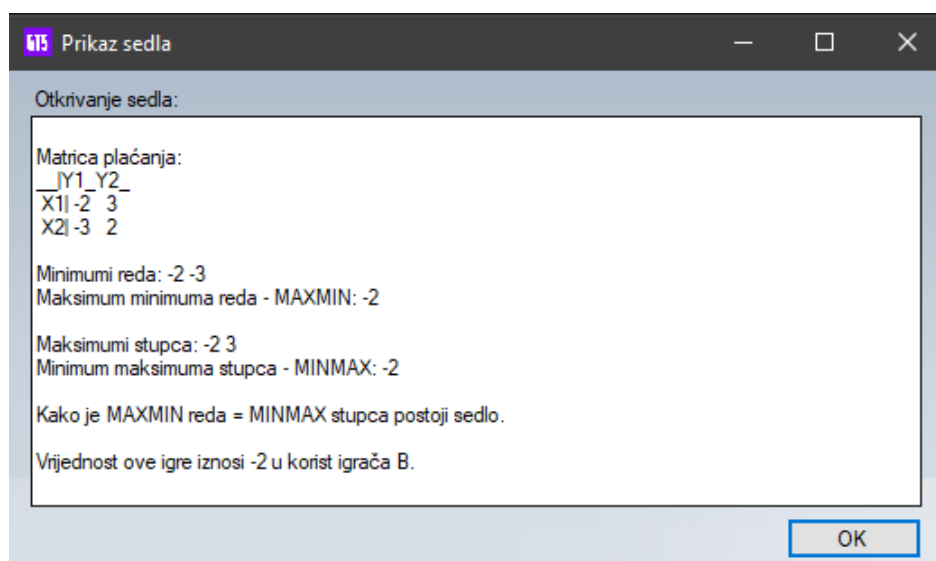 GT5 Prikaz sedla
Otkrivanje sedla:
Matrica plaćanja:
__|Y1_Y2_
X1| -2 3
X2| -3 2
Minimumi reda: -2 -3
Maksimum minimuma reda - MAXMIN: -2
Maksimumi stupca: -2 3
Minimum maksimuma stupca - MINMAX: -2
Kako je MAXMIN reda = MINMAX stupca postoji sedlo.
Vrijednost ove igre iznosi -2 u korist igrača B.
OK